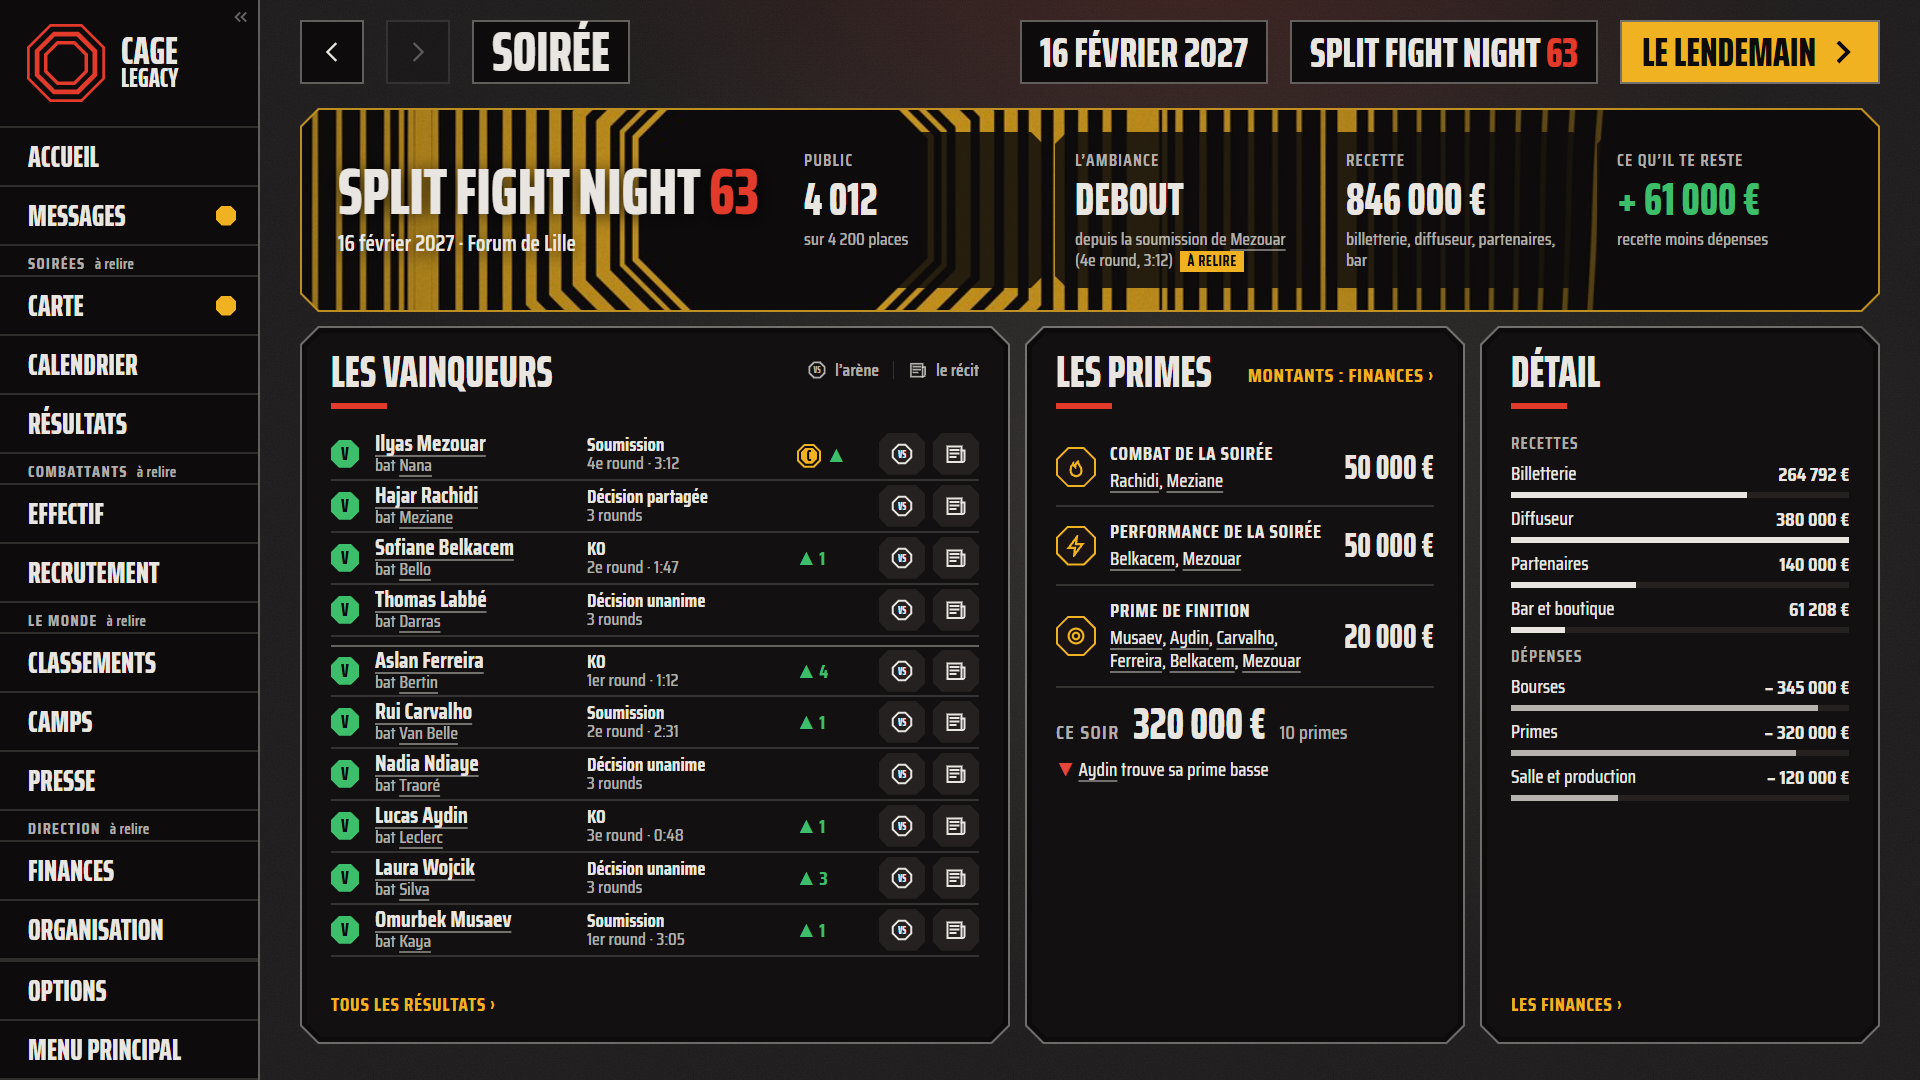 CAGE
LEGACY
ACCUEIL
MESSAGES
SOIRÉES à relire
CARTE
CALENDRIER
RÉSULTATS
COMBATTANTS à relire
EFFECTIF
RECRUTEMENT
LE MONDE à relire
CLASSEMENTS
CAMPS
PRESSE
DIRECTION à relire
FINANCES
ORGANISATION
OPTIONS
MENU PRINCIPAL
SOIRÉE
16 FÉVRIER 2027
SPLIT FIGHT NIGHT 63
LE LENDEMAIN
SPLIT FIGHT NIGHT 63
16 février 2027 · Forum de Lille
PUBLIC
4 012
sur 4 200 places
L'AMBIANCE
DEBOUT
depuis la soumission de Mezouar
(4e round, 3:12) À RELIRE
RECETTE
846 000 €
billetterie, diffuseur, partenaires,
bar
CE QU'IL TE RESTE
+ 61 000 €
recette moins dépenses
LES VAINQUEURS
VS l'arène
le récit
V Ilyas Mezouar
bat Nana
Soumission
4e round · 3:12
C ▲
VS
V Hajar Rachidi
bat Meziane
Décision partagée
3 rounds
VS
V Sofiane Belkacem
bat Bello
KO
2e round · 1:47
▲ 1
VS
V Thomas Labbé
bat Darras
Décision unanime
3 rounds
VS
V Aslan Ferreira
bat Bertin
KO
1er round · 1:12
▲ 4
VS
V Rui Carvalho
bat Van Belle
Soumission
2e round · 2:31
▲ 1
VS
V Nadia Ndiaye
bat Traoré
Décision unanime
3 rounds
VS
V Lucas Aydin
bat Leclerc
KO
3e round · 0:48
▲ 1
VS
V Laura Wojcik
bat Silva
Décision unanime
3 rounds
▲ 3
VS
V Omurbek Musaev
bat Kaya
Soumission
1er round · 3:05
▲ 1
VS
TOUS LES RÉSULTATS ›
LES PRIMES
MONTANTS : FINANCES ›
COMBAT DE LA SOIRÉE
Rachidi, Meziane
50 000 €
PERFORMANCE DE LA SOIRÉE
Belkacem, Mezouar
50 000 €
PRIME DE FINITION
Musaev, Aydin, Carvalho,
Ferreira, Belkacem, Mezouar
20 000 €
CE SOIR 320 000 € 10 primes
▼ Aydin trouve sa prime basse
DÉTAIL
RECETTES
Billetterie 264 792 €
Diffuseur 380 000 €
Partenaires 140 000 €
Bar et boutique 61 208 €
DÉPENSES
Bourses – 345 000 €
Primes – 320 000 €
Salle et production – 120 000 €
LES FINANCES ›